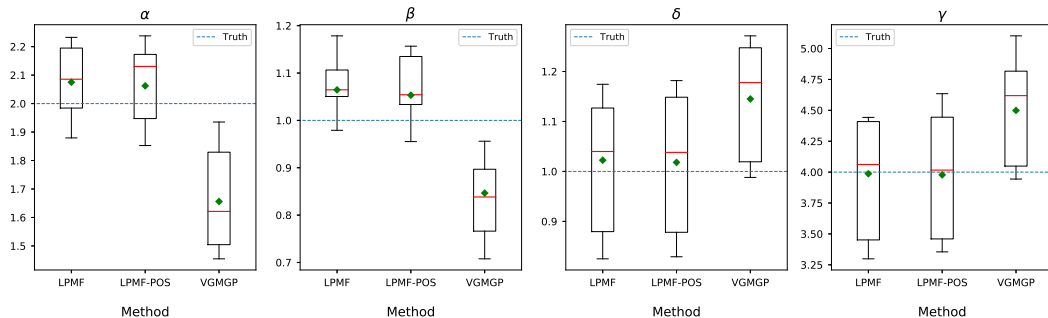 α
β
δ
γ
Truth
2.2
2.1
2.0
1.9
1.8
1.7
1.6
1.5
LPMF LPMF-POS VGMGP
Method
Truth
1.2
1.1
1.0
0.9
0.8
0.7
LPMF LPMF-POS VGMGP
Method
Truth
1.2
1.1
1.0
0.9
LPMF LPMF-POS VGMGP
Method
Truth
5.00
4.75
4.50
4.25
4.00
3.75
3.50
3.25
LPMF LPMF-POS VGMGP
Method